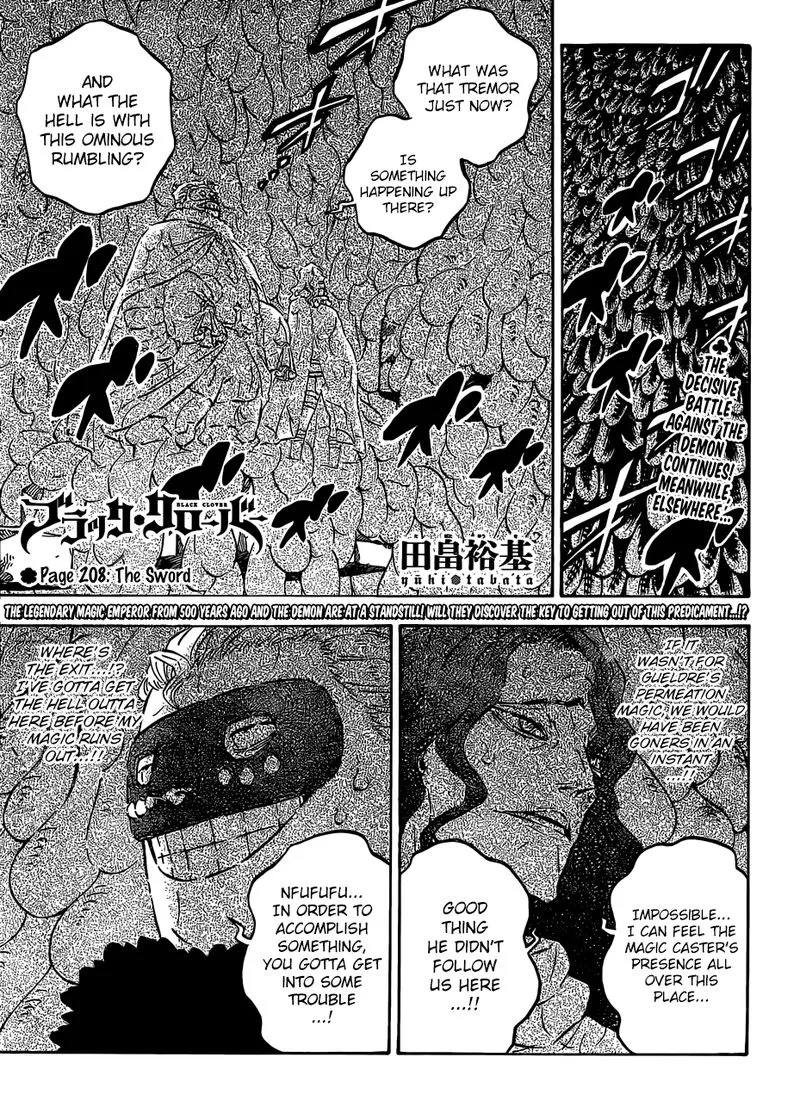 ゴゴゴゴ
THE
DECISIVE
BATTLE
AGAINST THE
DEMON
CONTINUES!
MEANWHILE,
ELSEWHERE...
WHAT WAS
THAT TREMOR
JUST NOW?
IS
SOMETHING
HAPPENING UP
THERE?
AND
WHAT THE
HELL IS WITH
THIS OMINOUS
RUMBLING?
BLACK CLOVER
ブラック・クローバー
Page 208: The Sword
田畠裕基
yūki tabata
THE LEGENDARY MAGIC EMPEROR FROM 500 YEARS AGO AND THE DEMON ARE AT A STANDSTILL! WILL THEY DISCOVER THE KEY TO GETTING OUT OF THIS PREDICAMENT...!?
IF IT
WASN'T FOR
GUELDRE'S
PERMEATION
MAGIC, WE WOULD
HAVE BEEN
GONERS IN AN
INSTANT
...!!
IMPOSSIBLE...
I CAN FEEL THE
MAGIC CASTER'S
PRESENCE ALL
OVER THIS
PLACE...
GOOD
THING
HE DIDN'T
FOLLOW
US HERE
...!!
WHERE'S
THE EXIT...!?
I'VE GOTTA GET
THE HELL OUTTA
HERE BEFORE MY
MAGIC RUNS
OUT...!!
NFUFUFU...
IN ORDER TO
ACCOMPLISH
SOMETHING,
YOU GOTTA GET
INTO SOME
TROUBLE
...!